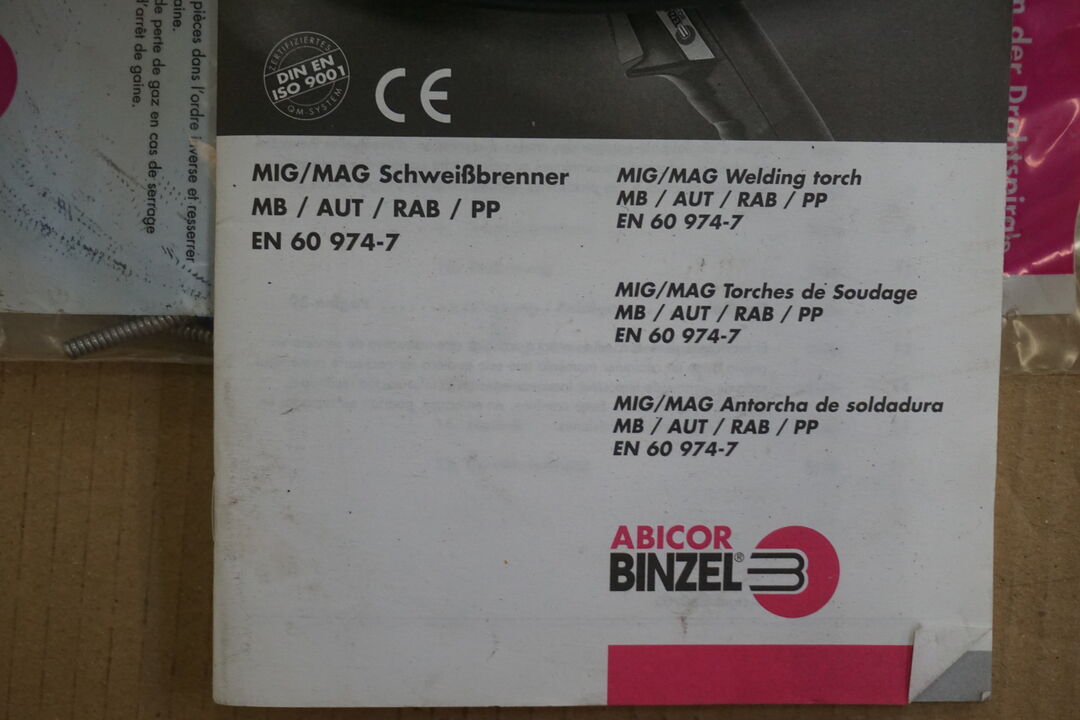 pièces dans l'ordre inverse et resserrer
gaine.
de perte de gaz en cas de serrage
d'arrêt de gaine.
ZERTIFIZIERTES
DIN EN
ISO 9001
QM-SYSTEM
CE
BINZEL
MIG/MAG Schweißbrenner
MB / AUT / RAB / PP
EN 60 974-7
MIG/MAG Welding torch
MB / AUT / RAB / PP
EN 60 974-7
MIG/MAG Torches de Soudage
MB / AUT / RAB / PP
EN 60 974-7
MIG/MAG Antorcha de soldadura
MB / AUT / RAB / PP
EN 60 974-7
ABICOR
BINZEL®
der Drahtspirale